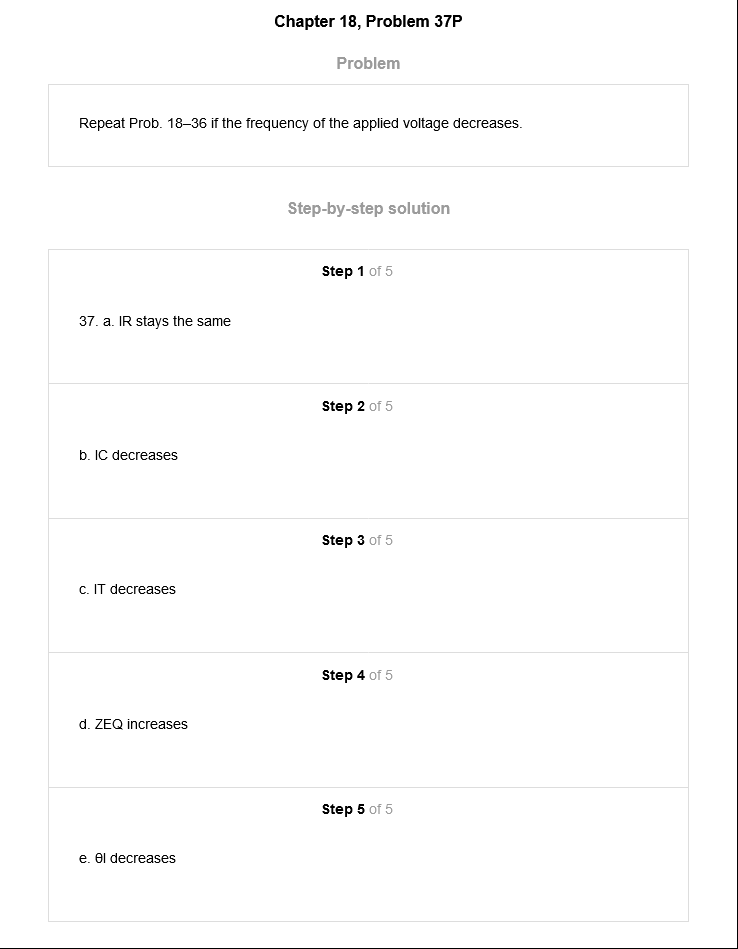 Chapter 18, Problem 37P
Problem
Repeat Prob. 18–36 if the frequency of the applied voltage decreases.
Step-by-step solution
Step 1 of 5
37. a. IR stays the same
Step 2 of 5
b. IC decreases
Step 3 of 5
c. IT decreases
Step 4 of 5
d. ZEQ increases
Step 5 of 5
e. θI decreases